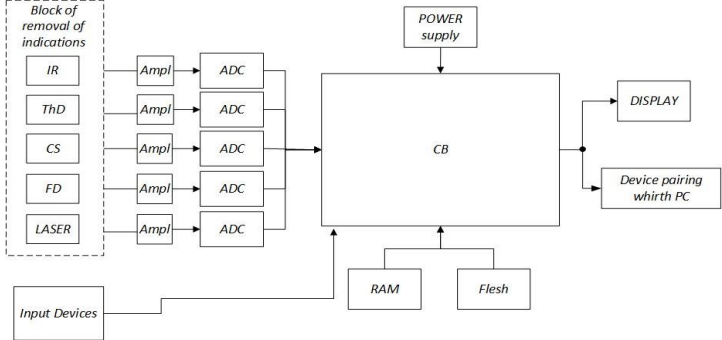 Block of
removal of
indications
IR
Ampl
ADC
ThD
Ampl
ADC
CS
Ampl
ADC
FD
Ampl
ADC
LASER
Ampl
ADC
POWER
supply
CB
DISPLAY
Device pairing
whirth PC
RAM
Flesh
Input Devices